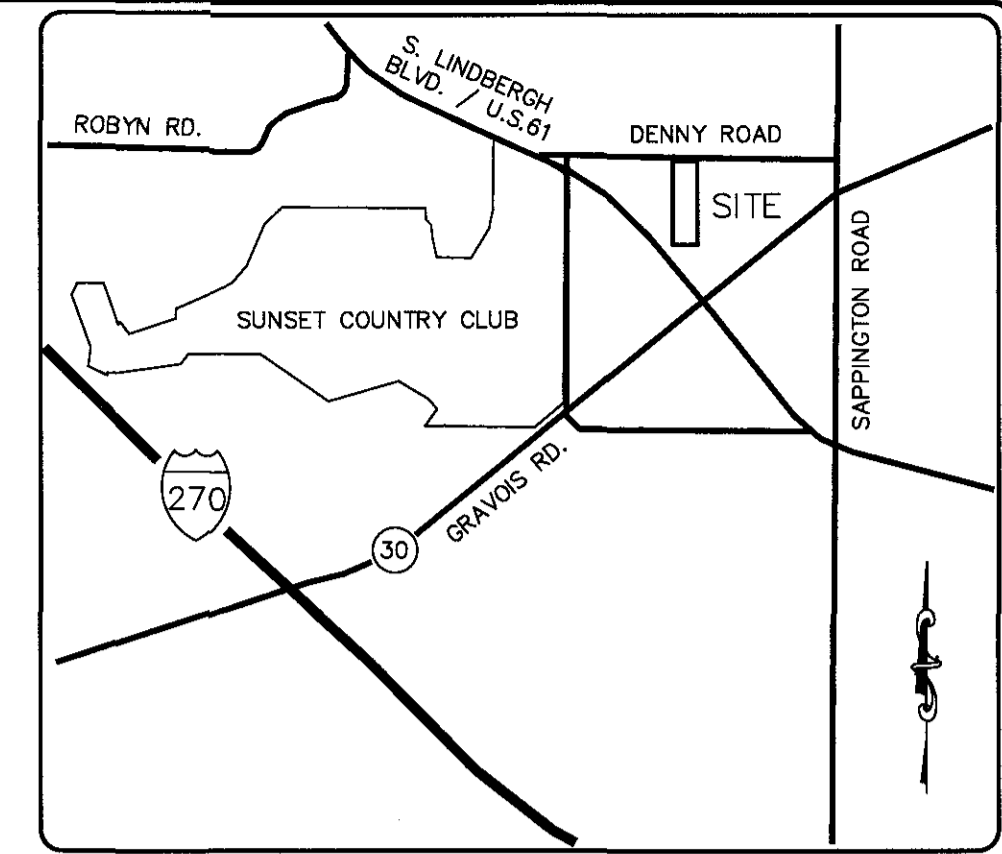 S. LINDBERGH
BLVD. / U.S.61
ROBYN RD.
DENNY ROAD
SITE
SAPPINGTON ROAD
SUNSET COUNTRY CLUB
GRAVOIS RD.
270
30